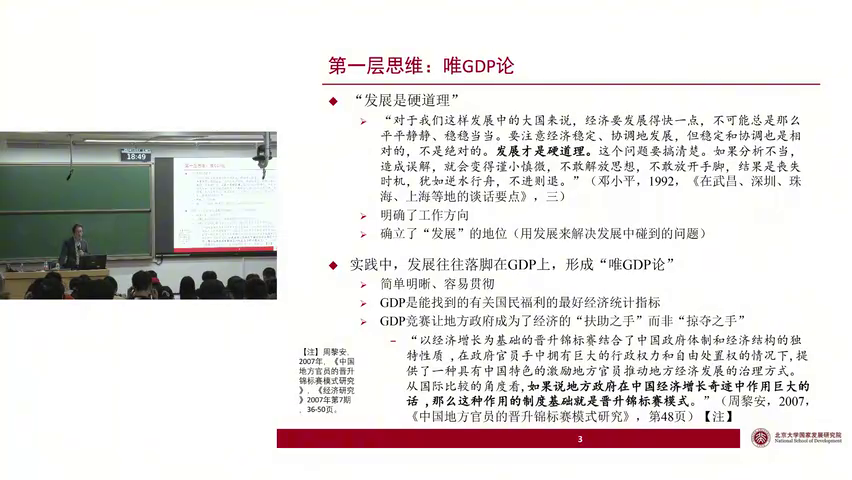 第一层思维：唯GDP论
“发展是硬道理”
“对于我们这样发展中的大国来说，经济要发展得快一点，不可能总是那么
平平静静、稳稳当当。要注意经济稳定、协调地发展，但稳定和协调也是相
对的，不是绝对的。发展才是硬道理。这个问题要搞清楚。如果分析不当，
造成误解，就会变得谨小慎微，不敢解放思想，不敢放开手脚，结果是丧失
时机，犹如逆水行舟，不进则退。”（邓小平，1992，《在武昌、深圳、珠
海、上海等地的谈话要点》，三）
明确了工作方向
确立了“发展”的地位（用发展来解决发展中碰到的问题）
实践中，发展往往落脚在GDP上，形成“唯GDP论”
简单明晰、容易贯彻
GDP是能找到的有关国民福利的最好经济统计指标
GDP竞赛让地方政府成为了经济的“扶助之手”而非“掠夺之手”
“以经济增长为基础的晋升锦标赛结合了中国政府体制和经济结构的独
特性质，在政府官员手中拥有巨大的行政权力和自由处置权的情况下,提
供了一种具有中国特色的激励地方官员推动地方经济发展的治理方式。
从国际比较的角度看,如果说地方政府在中国经济增长奇迹中作用巨大的
话,那么这种作用的制度基础就是晋升锦标赛模式。”（周黎安，2007，
《中国地方官员的晋升锦标赛模式研究》，第48页）【注】
【注】周黎安，
2007年，《中国
地方官员的晋升
锦标赛模式研究
》，《经济研究
》2007年第7期
，36-50页。
3
北京大学国家发展研究院
National School of Development
18:49
第一层思维：唯GDP论